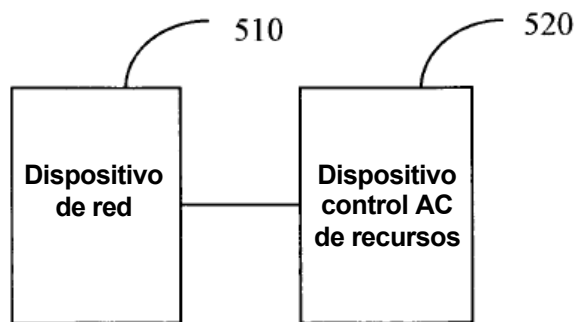 510
520
Dispositivo
de red
Dispositivo
control AC
de recursos